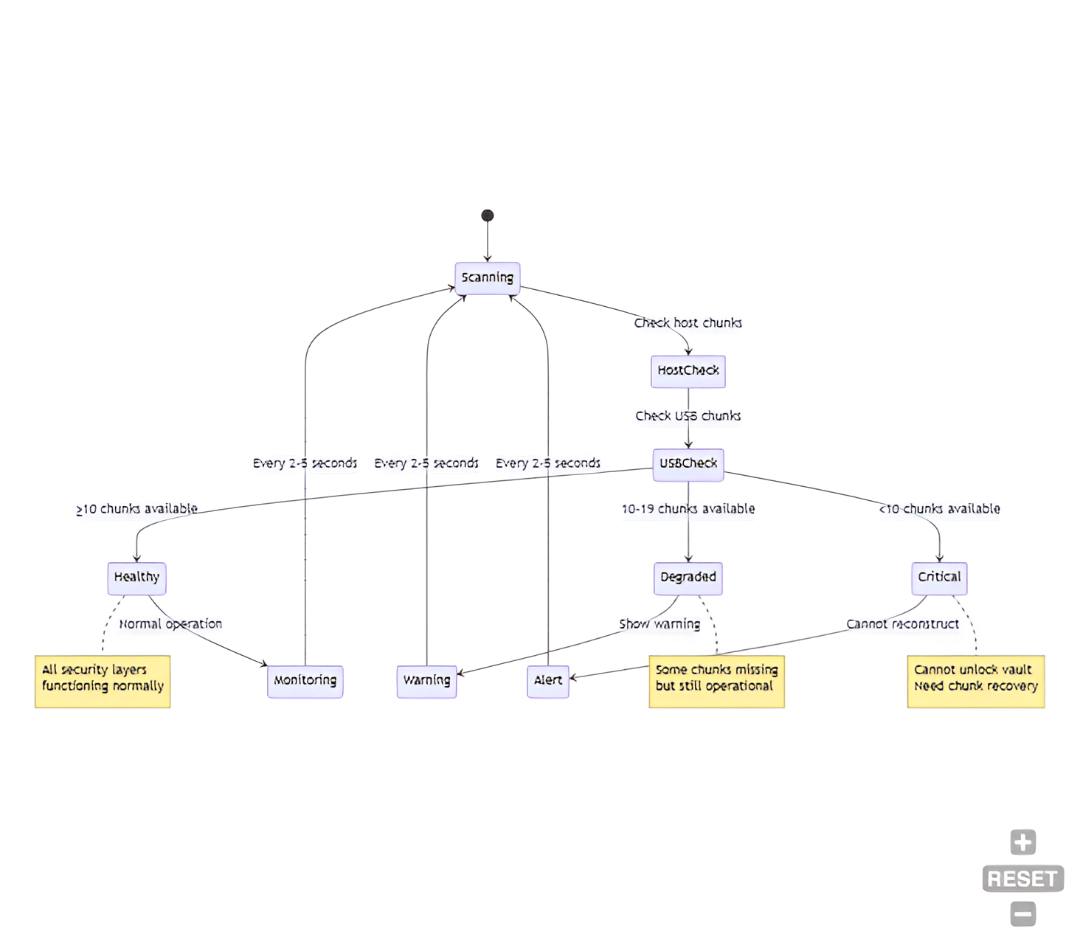 Scanning
Check host chunks
HostCheck
Check USB chunks
Every 2-5 seconds
Every 2-5 seconds
Every 2-5 seconds
USBCheck
≥10 chunks available
10-19 chunks available
<10 chunks available
Healthy
Degraded
Critical
Normal operation
Show warning
Cannot reconstruct
All security layers
functioning normally
Monitoring
Warning
Alert
Some chunks missing
but still operational
Cannot unlock vault
Need chunk recovery
RESET